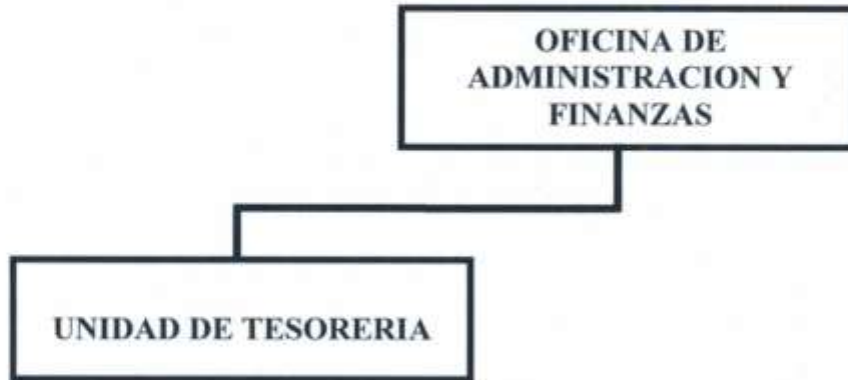 OFICINA DE
ADMINISTRACION Y
FINANZAS
UNIDAD DE TESORERIA